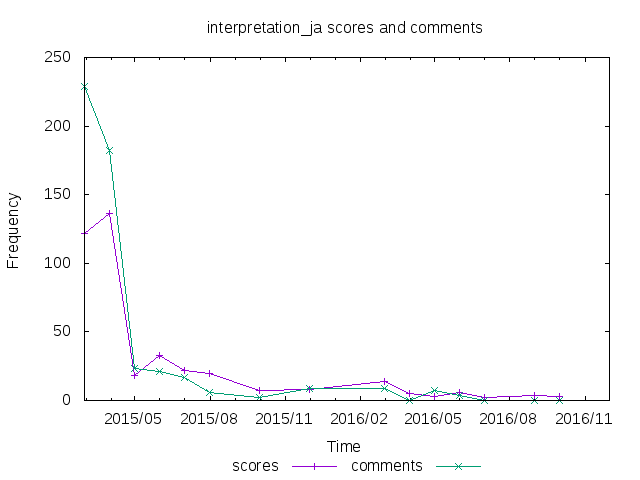 interpretation_ja scores and comments
250
200
150
100
50
0
Frequency
2015/05 2015/08 2015/11 2016/02 2016/05 2016/08 2016/11
Time
scores comments